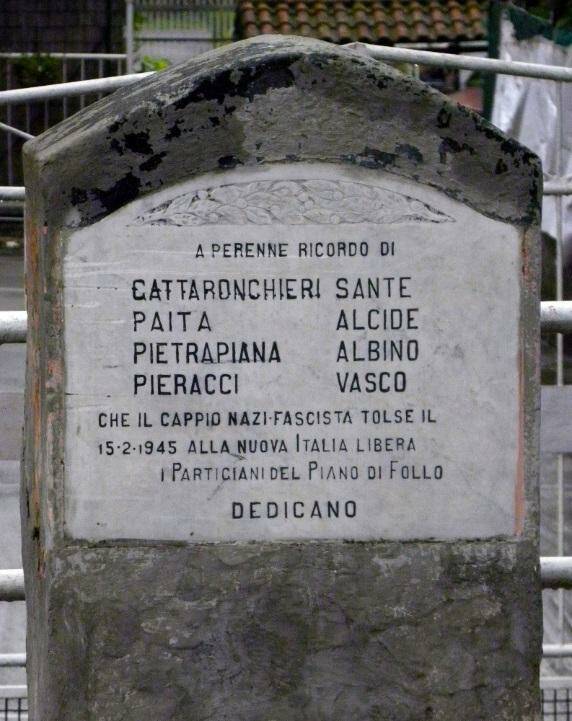 A PERENNE RICORDO DI
GATTARONCHIERI SANTE
PAITA ALCIDE
PIETRAPIANA ALBINO
PIERACCI VASCO
CHE IL CAPPIO NAZI-FASCISTA TOLSE IL
15·2·1945 ALLA NUOVA ITALIA LIBERA
I PARTIGIANI DEL PIANO DI FOLLO
DEDICANO